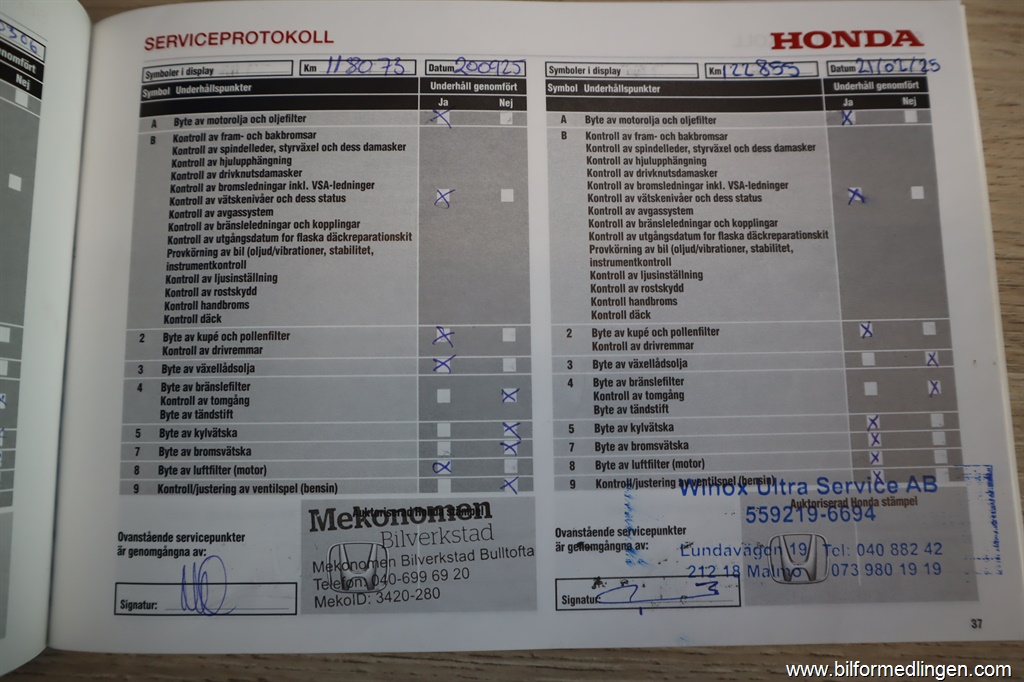 0306
SERVICEPROTOKOLL
HONDA
nomfört
Nej
Symboler i display
Km 118073
Datum 200925
Symbol Underhållspunkter
Underhåll genomfört
Ja Nej
A Byte av motorolja och oljefilter
B Kontroll av fram- och bakbromsar
Kontroll av spindelleder, styrväxel och dess damasker
Kontroll av hjulupphängning
Kontroll av drivknutsdamasker
Kontroll av bromsledningar inkl. VSA-ledningar
Kontroll av vätskenivåer och dess status
Kontroll av avgassystem
Kontroll av bränsleledningar och kopplingar
Kontroll av utgångsdatum for flaska däckreparationskit
Provkörning av bil (oljud/vibrationer, stabilitet,
instrumentkontroll
Kontroll av ljusinställning
Kontroll av rostskydd
Kontroll handbroms
Kontroll däck
2 Byte av kupé och pollenfilter
Kontroll av drivremmar
3 Byte av växellådsolja
4 Byte av bränslefilter
Kontroll av tomgång
Byte av tändstift
5 Byte av kylvätska
7 Byte av bromsvätska
8 Byte av luftfilter (motor)
9 Kontroll/justering av ventilspel (bensin)
Auktoriserad Honda stämpel
Mekonomen
Bilverkstad
Mekonomen Bilverkstad Bulltofta
Telefon 040-699 69 20
MekoID: 3420-280
Ovanstående servicepunkter
är genomgångna av:
Signatur:
Symboler i display
Km 122855
Datum 21/02/25
Symbol Underhållspunkter
Underhåll genomfört
Ja Nej
A Byte av motorolja och oljefilter
B Kontroll av fram- och bakbromsar
Kontroll av spindelleder, styrväxel och dess damasker
Kontroll av hjulupphängning
Kontroll av drivknutsdamasker
Kontroll av bromsledningar inkl. VSA-ledningar
Kontroll av vätskenivåer och dess status
Kontroll av avgassystem
Kontroll av bränsleledningar och kopplingar
Kontroll av utgångsdatum for flaska däckreparationskit
Provkörning av bil (oljud/vibrationer, stabilitet,
instrumentkontroll
Kontroll av ljusinställning
Kontroll av rostskydd
Kontroll handbroms
Kontroll däck
2 Byte av kupé och pollenfilter
Kontroll av drivremmar
3 Byte av växellådsolja
4 Byte av bränslefilter
Kontroll av tomgång
Byte av tändstift
5 Byte av kylvätska
7 Byte av bromsvätska
8 Byte av luftfilter (motor)
9 Kontroll/justering av ventilspel (bensin)
Winox Ultra Service AB
Auktoriserad Honda stämpel
559219-6694
Lundavägen 19 Tel: 040 882 42
212 18 Malmö 073 980 19 19
Ovanstående servicepunkter
är genomgångna av:
Signatur:
37
www.bilformedlingen.com